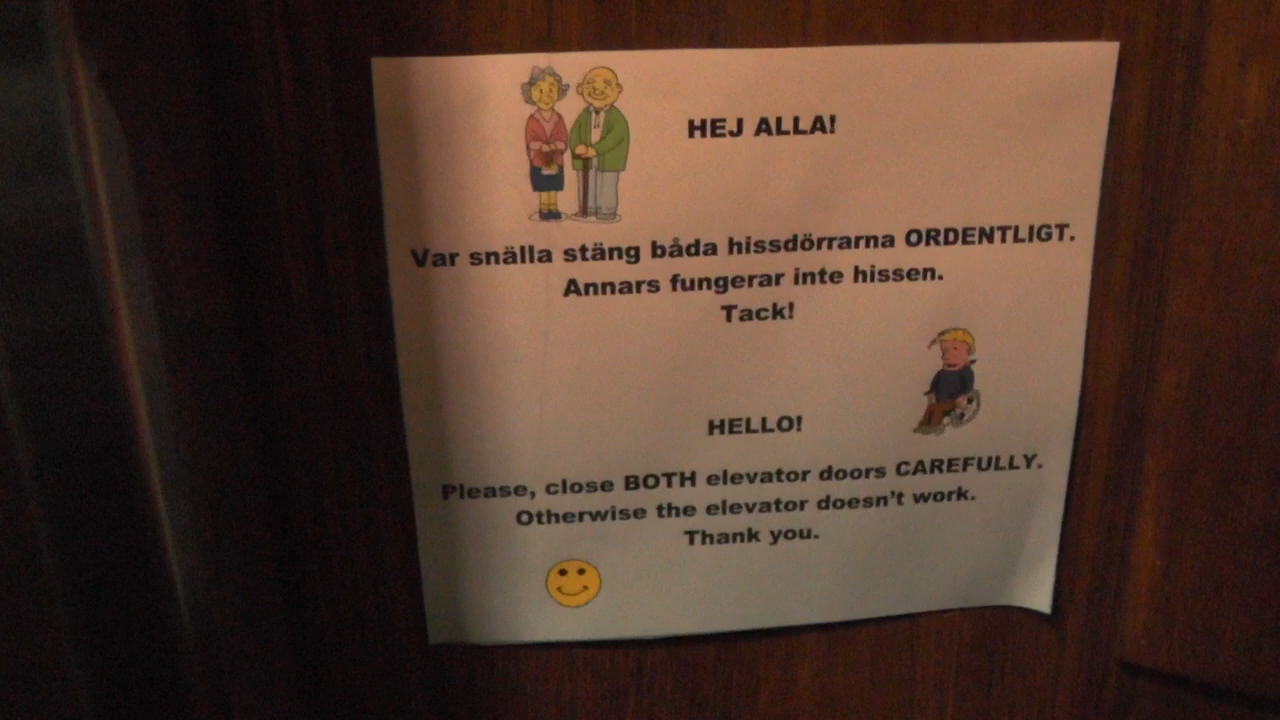 HEJ ALLA!
Var snälla stäng båda hissdörrarna ORDENTLIGT.
Annars fungerar inte hissen.
Tack!
HELLO!
Please, close BOTH elevator doors CAREFULLY.
Otherwise the elevator doesn't work.
Thank you.